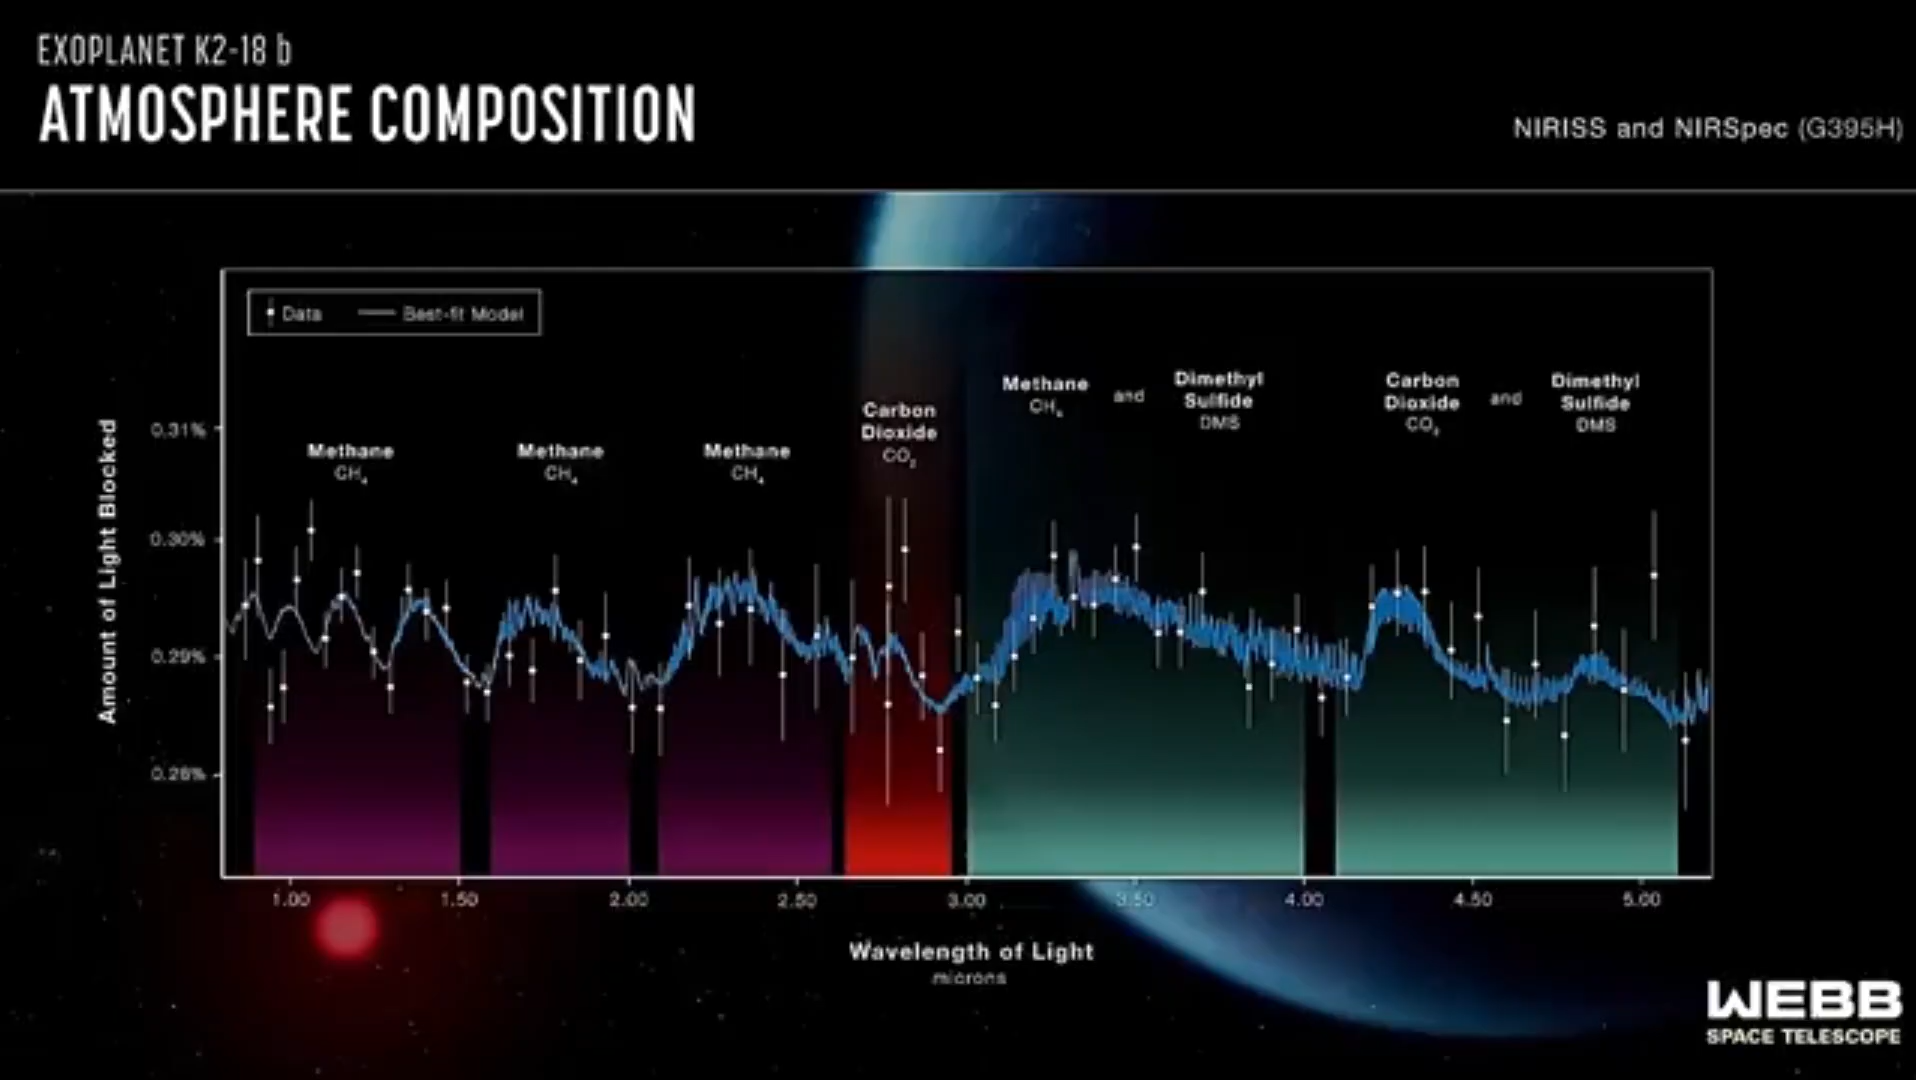 EXOPLANET K2-18 b
ATMOSPHERE COMPOSITION
NIRISS and NIRSpec (G395H)
Data
Best-fit Model
Amount of Light Blocked
0.31%
0.30%
0.29%
0.28%
Methane
CH₄
Methane
CH₄
Methane
CH₄
Carbon
Dioxide
CO₂
Methane
CH₄
and
Dimethyl
Sulfide
DMS
Carbon
Dioxide
CO₂
and
Dimethyl
Sulfide
DMS
1.00 1.50 2.00 2.50 3.00 3.50 4.00 4.50 5.00
Wavelength of Light
microns
WEBB
SPACE TELESCOPE